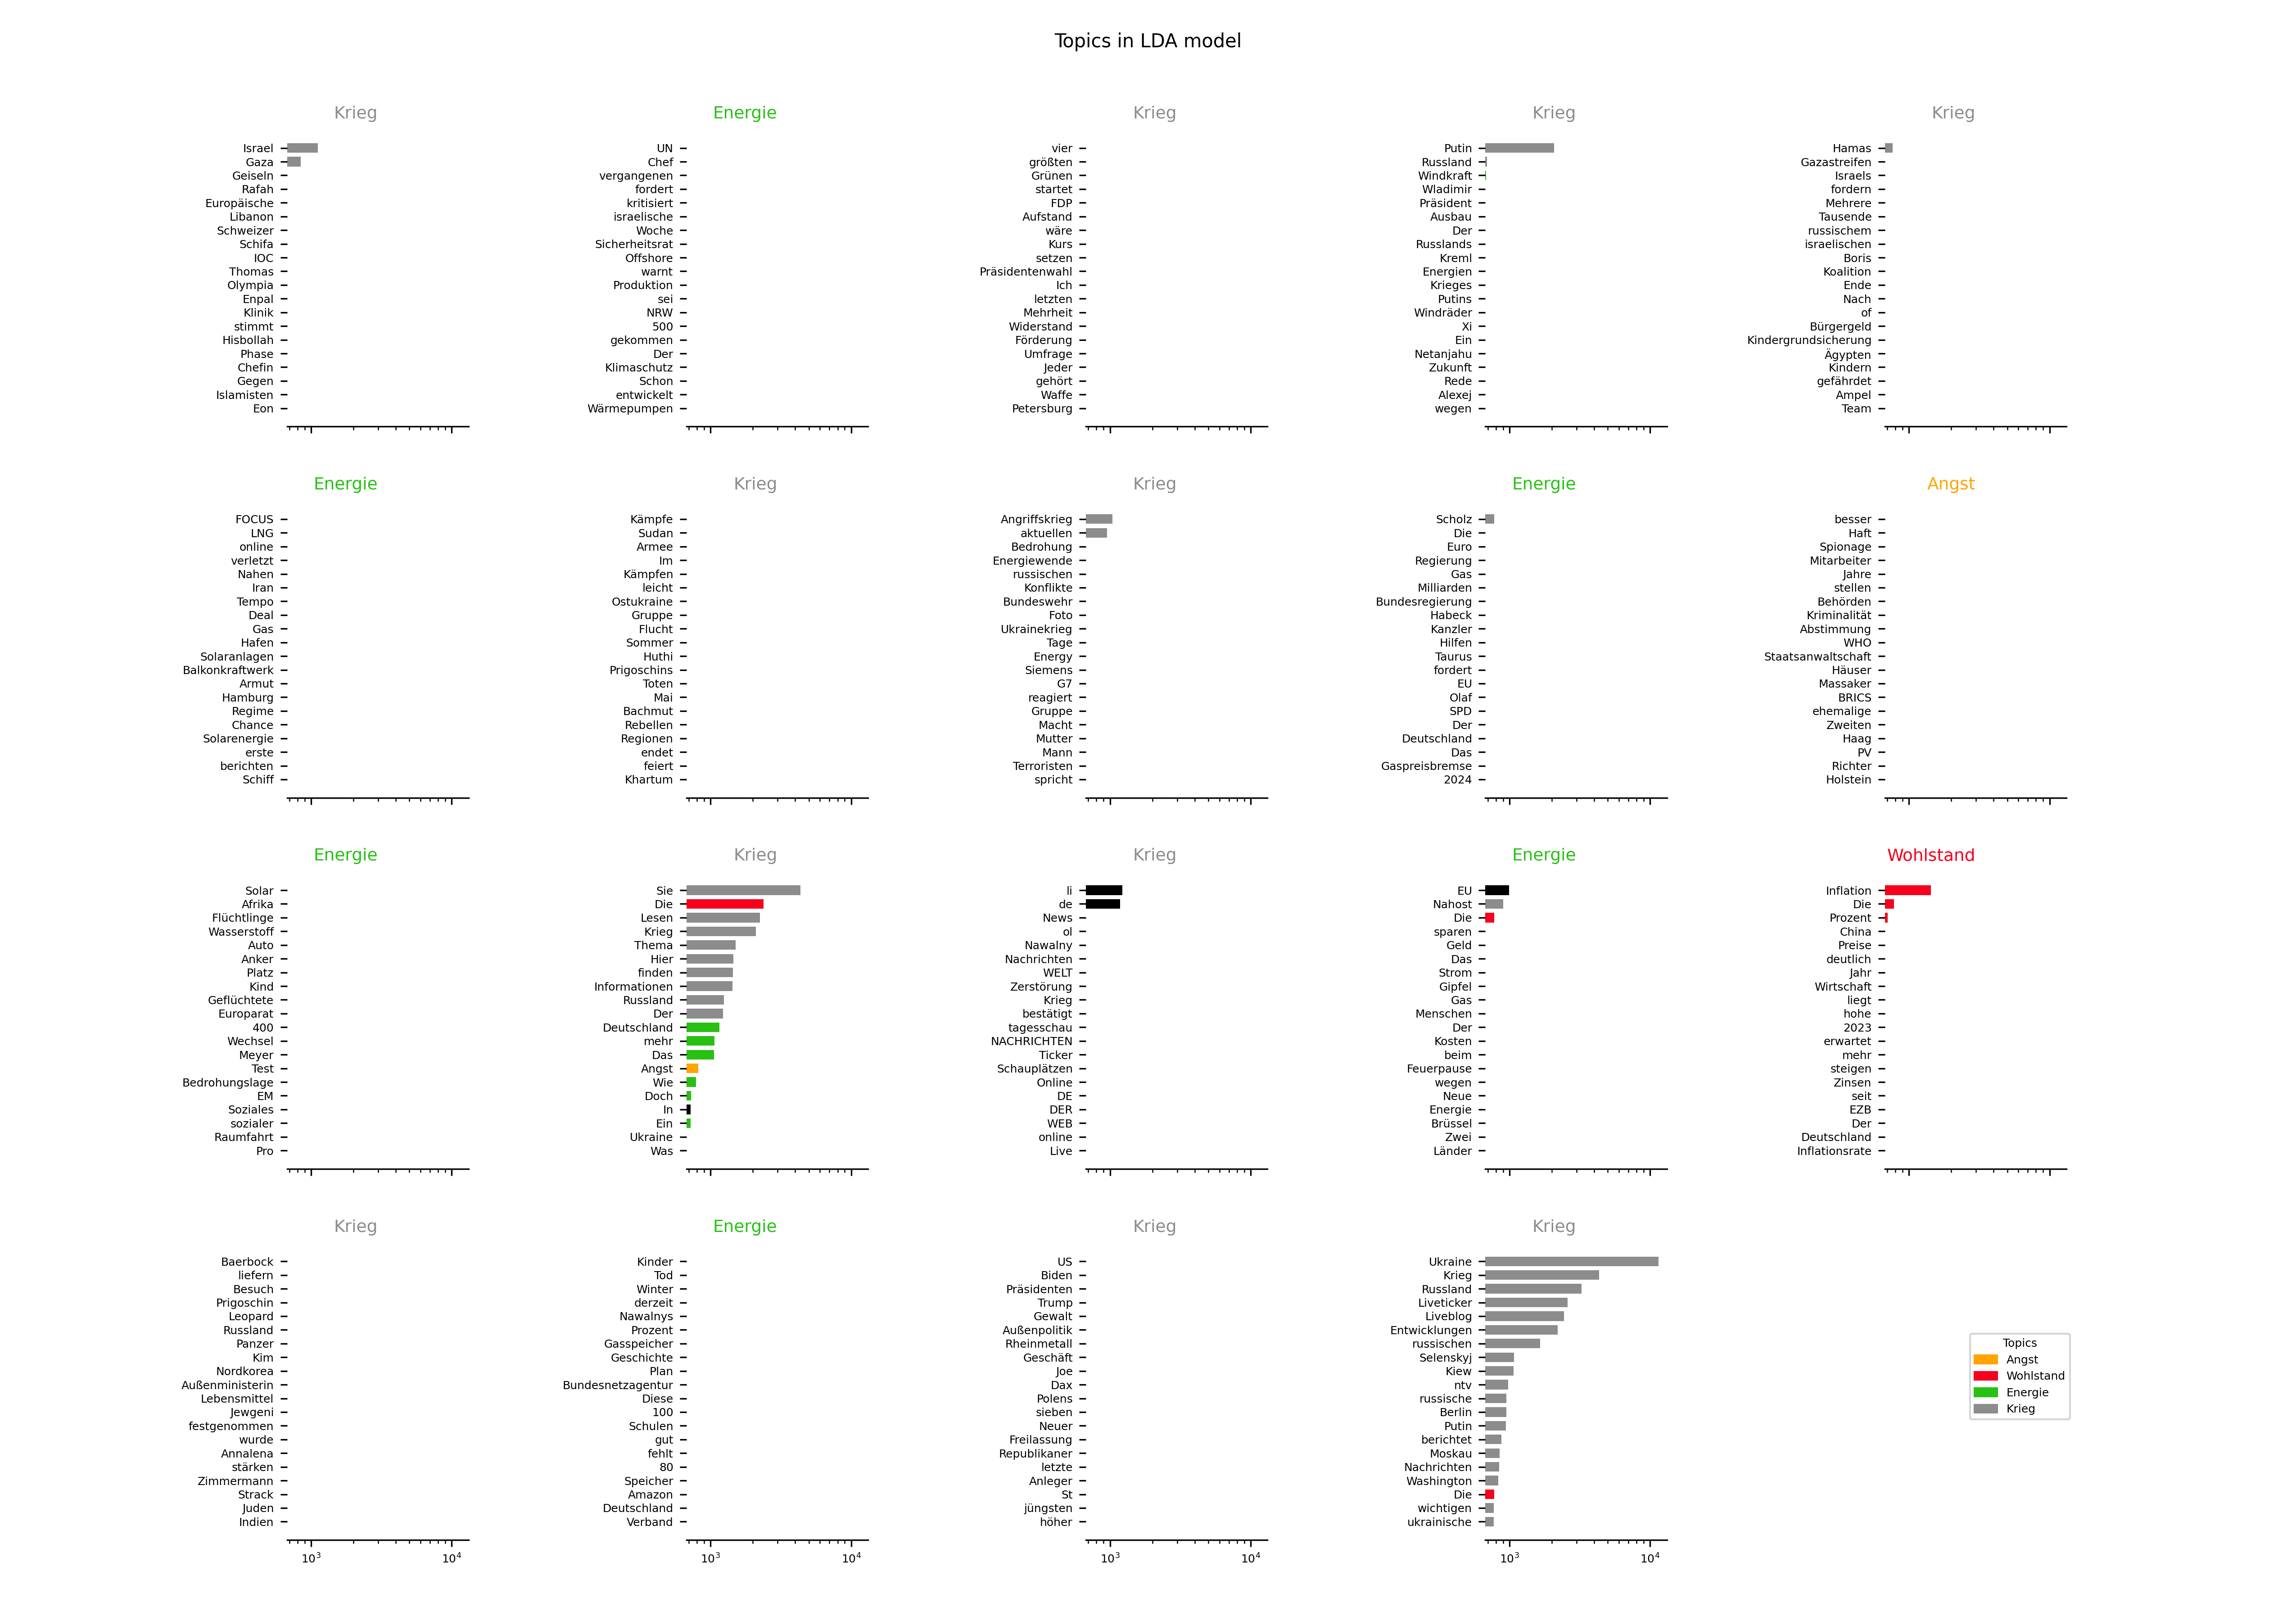 Topics in LDA model
Krieg
Israel
Gaza
Geiseln
Rafah
Europäische
Libanon
Schweizer
Schifa
IOC
Thomas
Olympia
Enpal
Klinik
stimmt
Hisbollah
Phase
Chefin
Gegen
Islamisten
Eon
Energie
UN
Chef
vergangenen
fordert
kritisiert
israelische
Woche
Sicherheitsrat
Offshore
warnt
Produktion
sei
NRW
500
gekommen
Der
Klimaschutz
Schon
entwickelt
Wärmepumpen
Krieg
vier
größten
Grünen
startet
FDP
Aufstand
wäre
Kurs
setzen
Präsidentenwahl
Ich
letzten
Mehrheit
Widerstand
Förderung
Umfrage
Jeder
gehört
Waffe
Petersburg
Krieg
Putin
Russland
Windkraft
Wladimir
Präsident
Ausbau
Der
Russlands
Kreml
Energien
Krieges
Putins
Windräder
Xi
Ein
Netanjahu
Zukunft
Rede
Alexej
wegen
Krieg
Hamas
Gazastreifen
Israels
fordern
Mehrere
Tausende
russischem
israelischen
Boris
Koalition
Ende
Nach
of
Bürgergeld
Kindergrundsicherung
Ägypten
Kindern
gefährdet
Ampel
Team
Energie
FOCUS
LNG
online
verletzt
Nahen
Iran
Tempo
Deal
Gas
Hafen
Solaranlagen
Balkonkraftwerk
Armut
Hamburg
Regime
Chance
Solarenergie
erste
berichten
Schiff
Krieg
Kämpfe
Sudan
Armee
Im
Kämpfen
leicht
Ostukraine
Gruppe
Flucht
Sommer
Huthi
Prigoschins
Toten
Mai
Bachmut
Rebellen
Regionen
endet
feiert
Khartum
Krieg
Angriffskrieg
aktuellen
Bedrohung
Energiewende
russischen
Konflikte
Bundeswehr
Foto
Ukrainekrieg
Tage
Energy
Siemens
G7
reagiert
Gruppe
Macht
Mutter
Mann
Terroristen
spricht
Energie
Scholz
Die
Euro
Regierung
Gas
Milliarden
Bundesregierung
Habeck
Kanzler
Hilfen
Taurus
fordert
EU
Olaf
SPD
Der
Deutschland
Das
Gaspreisbremse
2024
Angst
besser
Haft
Spionage
Mitarbeiter
Jahre
stellen
Behörden
Kriminalität
Abstimmung
WHO
Staatsanwaltschaft
Häuser
Massaker
BRICS
ehemalige
Zweiten
Haag
PV
Richter
Holstein
Energie
Solar
Afrika
Flüchtlinge
Wasserstoff
Auto
Anker
Platz
Kind
Geflüchtete
Europarat
400
Wechsel
Meyer
Test
Bedrohungslage
EM
Soziales
sozialer
Raumfahrt
Pro
Krieg
Sie
Die
Lesen
Krieg
Thema
Hier
finden
Informationen
Russland
Der
Deutschland
mehr
Das
Angst
Wie
Doch
In
Ein
Ukraine
Was
Krieg
li
de
News
ol
Nawalny
Nachrichten
WELT
Zerstörung
Krieg
bestätigt
tagesschau
NACHRICHTEN
Ticker
Schauplätzen
Online
DE
DER
WEB
online
Live
Energie
EU
Nahost
Die
sparen
Geld
Das
Strom
Gipfel
Gas
Menschen
Der
Kosten
beim
Feuerpause
wegen
Neue
Energie
Brüssel
Zwei
Länder
Wohlstand
Inflation
Die
Prozent
China
Preise
deutlich
Jahr
Wirtschaft
liegt
hohe
2023
erwartet
mehr
steigen
Zinsen
seit
EZB
Der
Deutschland
Inflationsrate
Krieg
Baerbock
liefern
Besuch
Prigoschin
Leopard
Russland
Panzer
Kim
Nordkorea
Außenministerin
Lebensmittel
Jewgeni
festgenommen
wurde
Annalena
stärken
Zimmermann
Strack
Juden
Indien
10³ 10⁴
Energie
Kinder
Tod
Winter
derzeit
Nawalnys
Prozent
Gasspeicher
Geschichte
Plan
Bundesnetzagentur
Diese
100
Schulen
gut
fehlt
80
Speicher
Amazon
Deutschland
Verband
10³ 10⁴
Krieg
US
Biden
Präsidenten
Trump
Gewalt
Außenpolitik
Rheinmetall
Geschäft
Joe
Dax
Polens
sieben
Neuer
Freilassung
Republikaner
letzte
Anleger
St
jüngsten
höher
10³ 10⁴
Krieg
Ukraine
Krieg
Russland
Liveticker
Liveblog
Entwicklungen
russischen
Selenskyj
Kiew
ntv
russische
Berlin
Putin
berichtet
Moskau
Nachrichten
Washington
Die
wichtigen
ukrainische
10³ 10⁴
Topics
Angst
Wohlstand
Energie
Krieg